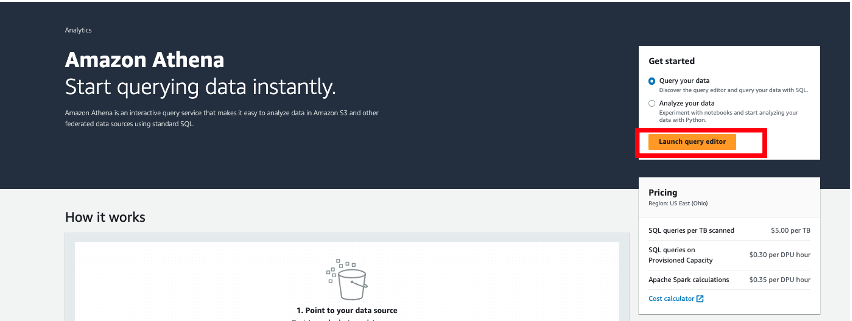 Analytics
Amazon Athena
Start querying data instantly.
Amazon Athena is an interactive query service that makes it easy to analyze data in Amazon S3 and other
federated data sources using standard SQL.
Get started
Query your data
Discover the query editor and query your data with SQL.
Analyze your data
Experiment with notebooks and start analyzing your
data with Python.
Launch query editor
Pricing
Region: US East (Ohio)
SQL queries per TB scanned
$5.00 per TB
SQL queries on
Provisioned Capacity
$0.30 per DPU hour
Apache Spark calculations
$0.35 per DPU hour
Cost calculator
How it works
1. Point to your data source